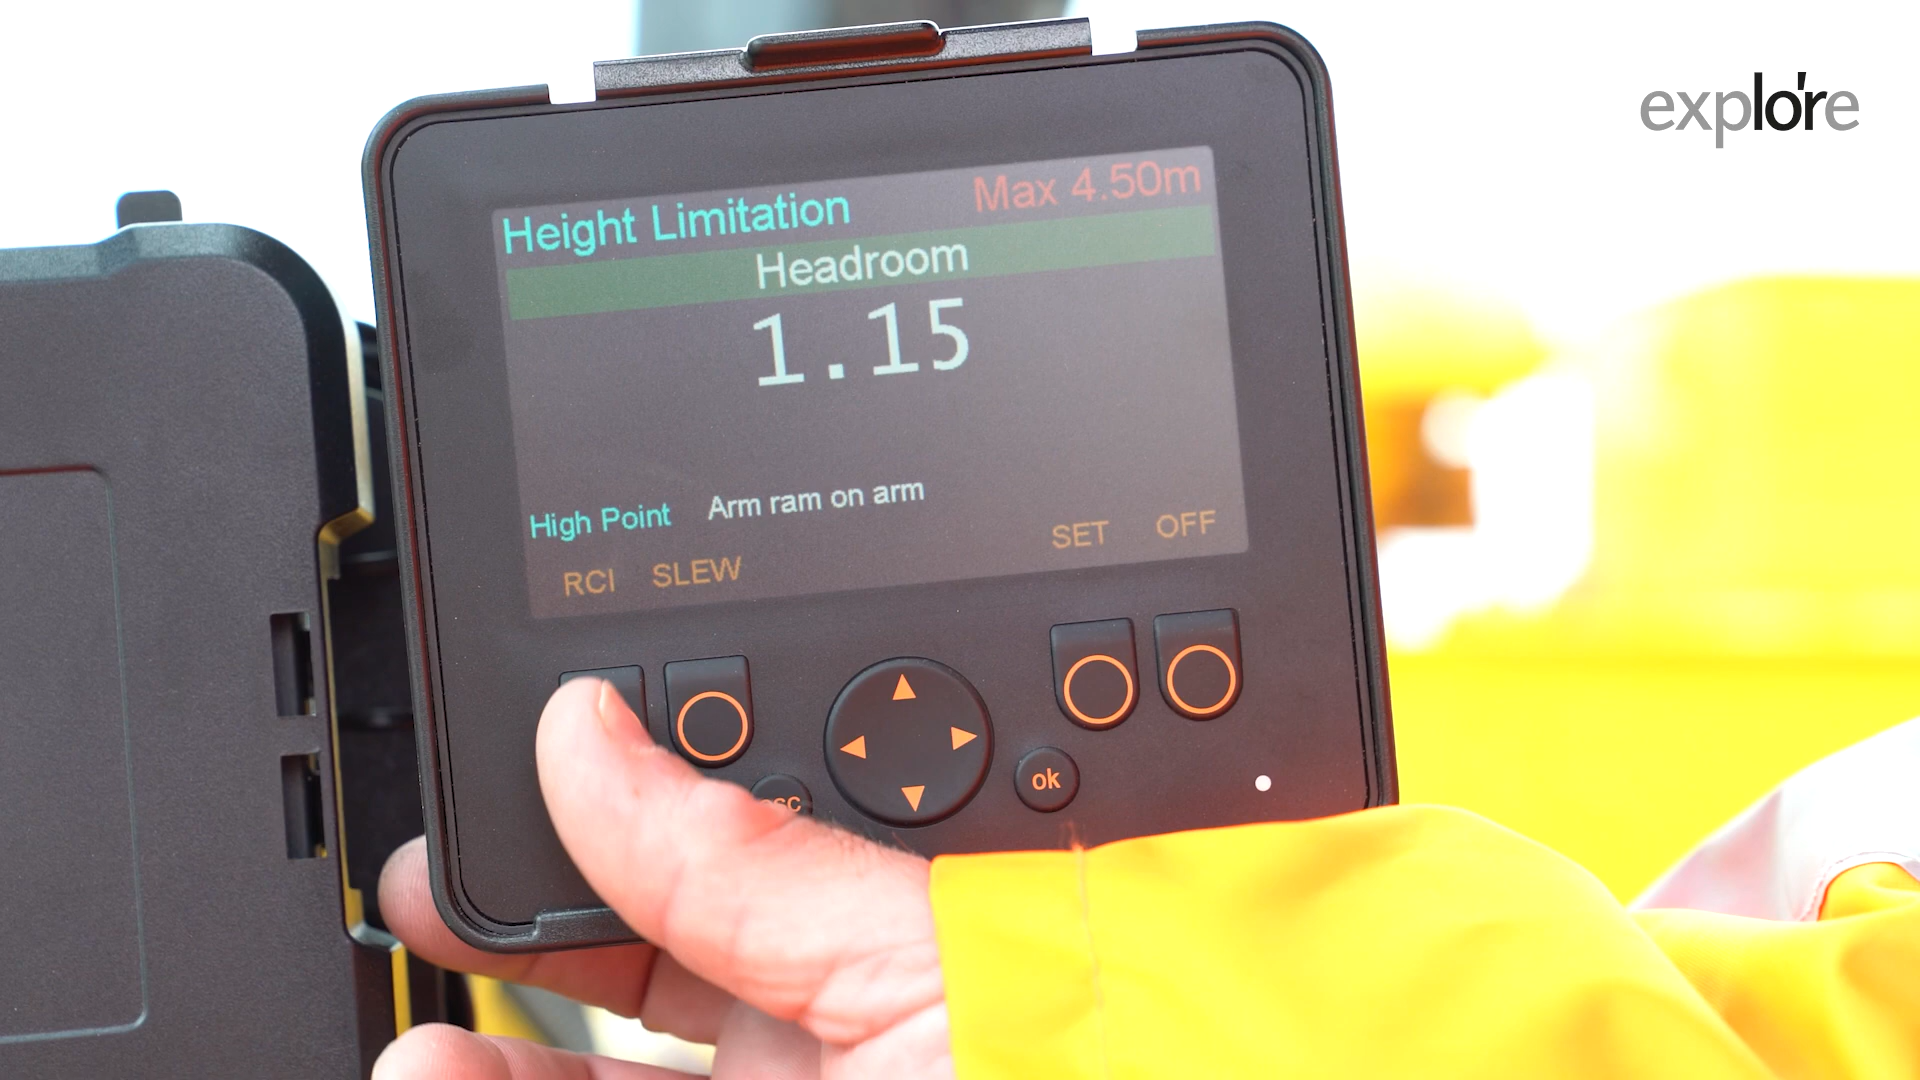 explo're
Height Limitation
Max 4.50m
Headroom
1.15
High Point
Arm ram on arm
RCI
SLEW
SET
OFF
esc
ok